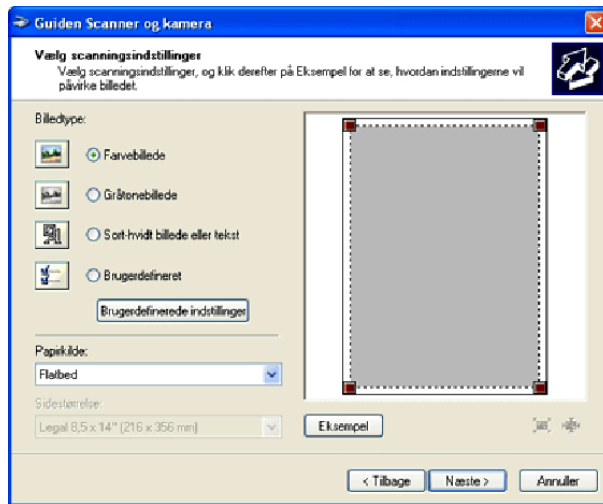 Guiden Scanner og kamera
Vælg scanningsindstillinger
Vælg scanningsindstillinger, og klik derefter på Eksempel for at se, hvordan indstillingerne vil
påvirke billedet.
Billedtype:
Farvebillede
Gråtonebillede
Sort-hvidt billede eller tekst
Brugerdefineret
Brugerdefinerede indstillinger
Papirkilde:
Flatbed
Sidestørrelse:
Legal 8,5 x 14" (216 x 356 mm)
Eksempel
< Tilbage
Næste >
Annuller